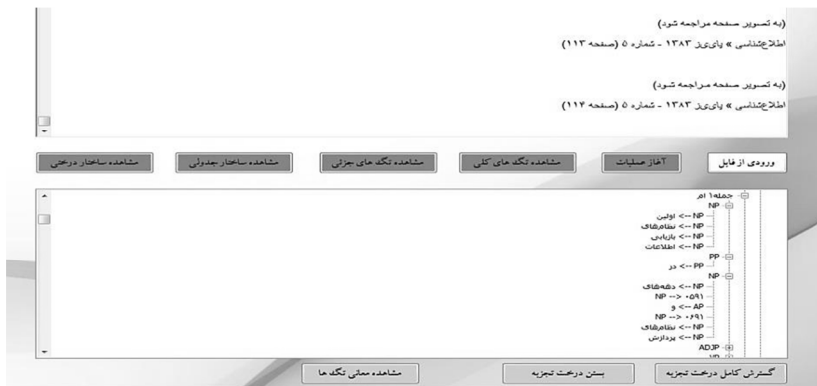 (به تصویر صفحه مراجعه شود)
اطلاع‌شناسی » پاییز ۱۳۸۳ - شماره ۵ (صفحه ۱۱۳)
(به تصویر صفحه مراجعه شود)
اطلاع‌شناسی » پاییز ۱۳۸۳ - شماره ۵ (صفحه ۱۱۴)
ورودی از فایل آغاز عملیات مشاهده تگ های کلی مشاهده تگ های جزئی مشاهده ساختار جدولی مشاهده ساختار درختی
جمله۱ ام
NP
NP --> اولین
NP --> نظام‌های
NP --> بازیابی
NP --> اطلاعات
PP
PP --> در
NP
NP --> دهه‌های
NP --> ۰۵۹۱
AP --> و
NP --> ۰۶۹۱
NP --> نظام‌های
NP --> پردازش
ADJP
VP
گسترش کامل درخت تجزیه بستن درخت تجزیه مشاهده معانی تگ ها